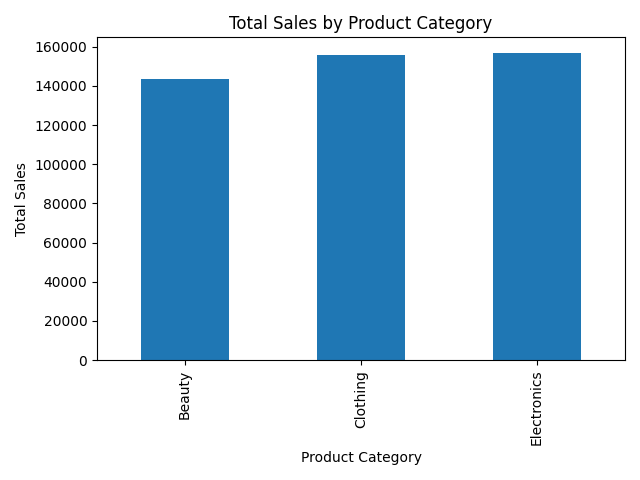 Total Sales by Product Category
160000
140000
120000
100000
80000
60000
40000
20000
0
Total Sales
Beauty
Clothing
Electronics
Product Category